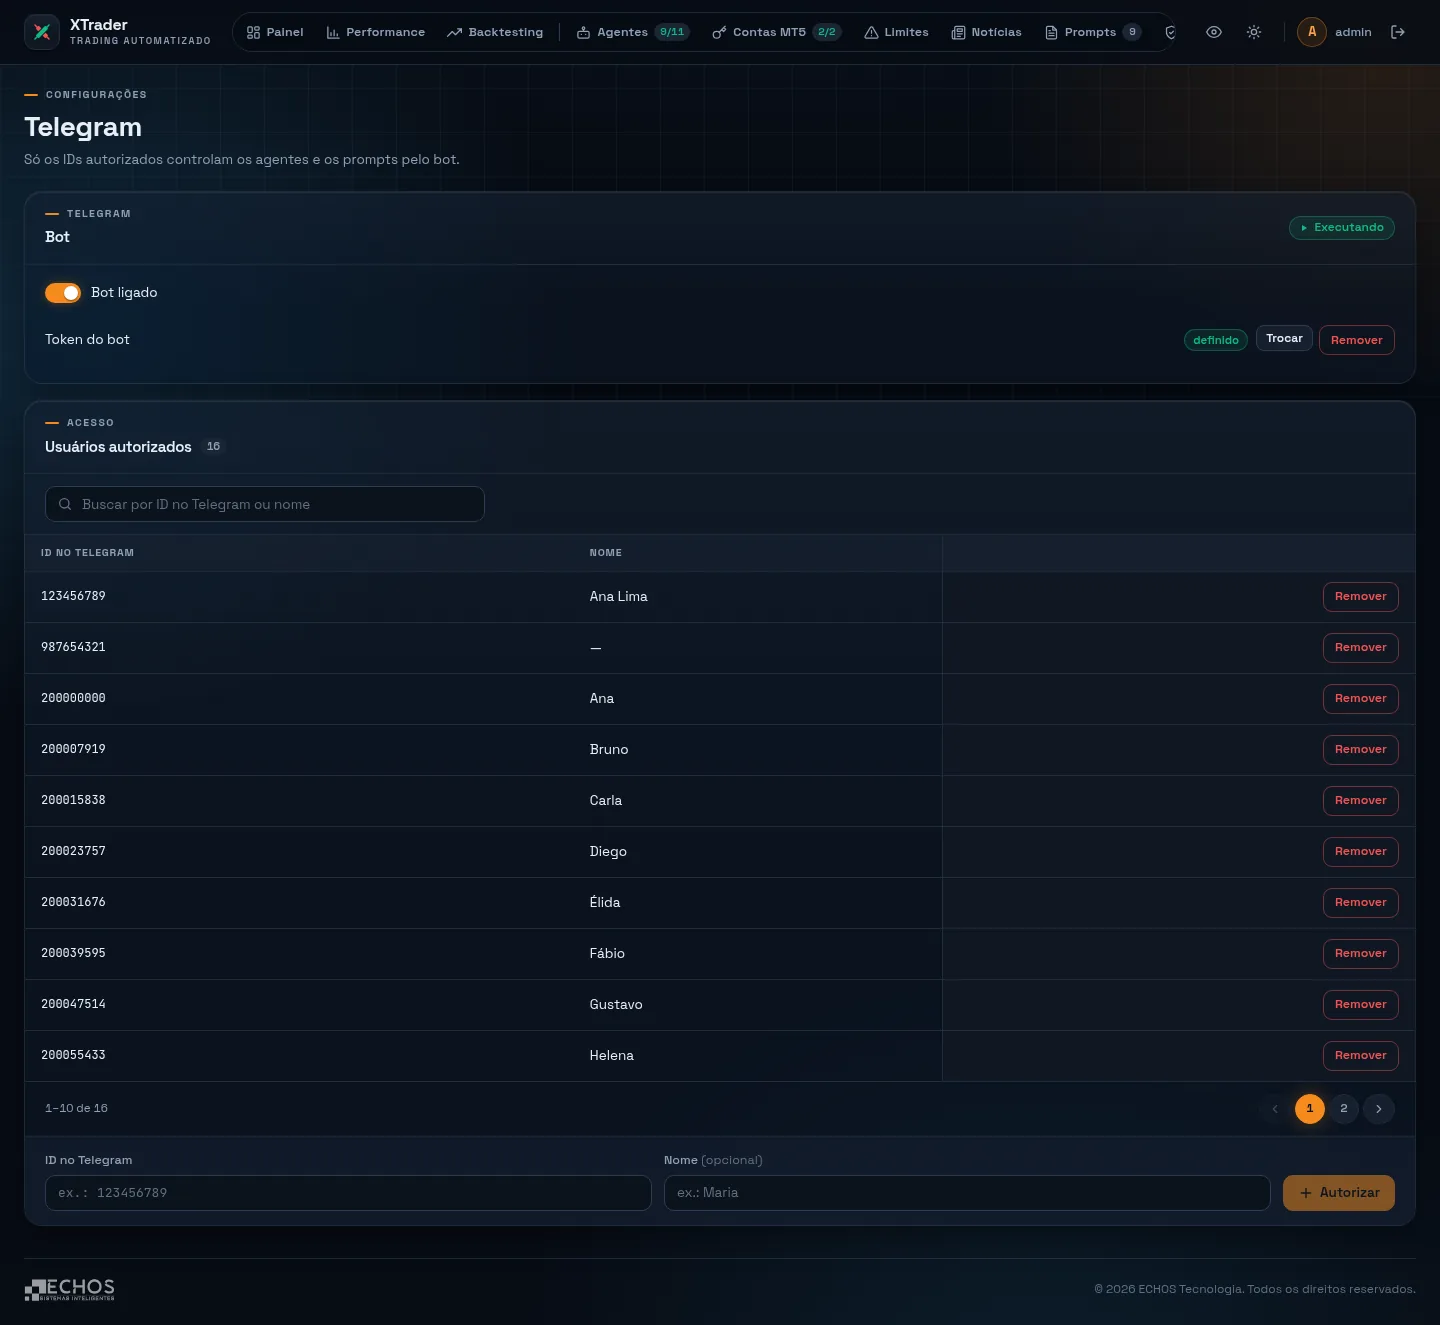 XTrader
TRADING AUTOMATIZADO
Painel
Performance
Backtesting
Agentes 9/11
Contas MT5 2/2
Limites
Notícias
Prompts 9
A admin
CONFIGURAÇÕES
Telegram
Só os IDs autorizados controlam os agentes e os prompts pelo bot.
TELEGRAM
Bot
Executando
Bot ligado
Token do bot
definido
Trocar
Remover
ACESSO
Usuários autorizados 16
Buscar por ID no Telegram ou nome
ID NO TELEGRAM NOME
123456789 Ana Lima Remover
987654321 — Remover
200000000 Ana Remover
200007919 Bruno Remover
200015838 Carla Remover
200023757 Diego Remover
200031676 Élida Remover
200039595 Fábio Remover
200047514 Gustavo Remover
200055433 Helena Remover
1–10 de 16
1 2
ID no Telegram
ex.: 123456789
Nome (opcional)
ex.: Maria
Autorizar
ECHOS
SISTEMAS INTELIGENTES
© 2026 ECHOS Tecnologia. Todos os direitos reservados.